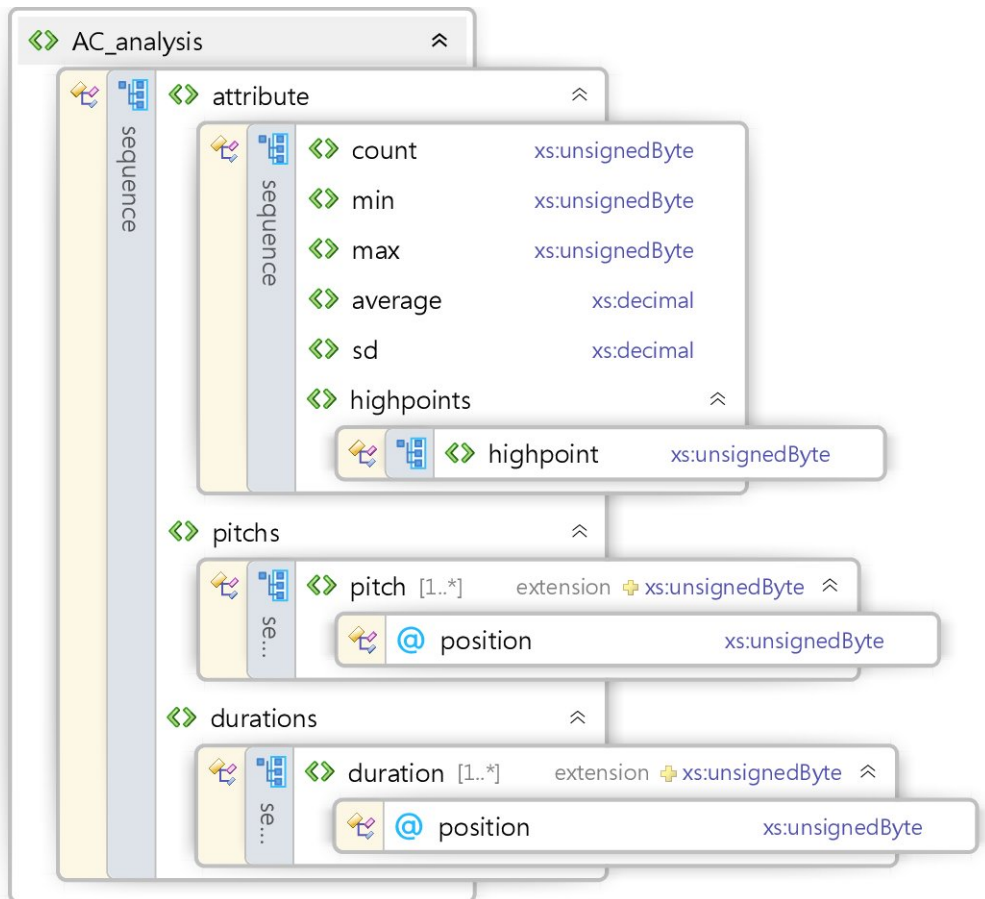 AC_analysis
sequence
attribute
sequence
count xs:unsignedByte
min xs:unsignedByte
max xs:unsignedByte
average xs:decimal
sd xs:decimal
highpoints
highpoint xs:unsignedByte
pitchs
se...
pitch [1..*] extension xs:unsignedByte
@ position xs:unsignedByte
durations
se...
duration [1..*] extension xs:unsignedByte
@ position xs:unsignedByte